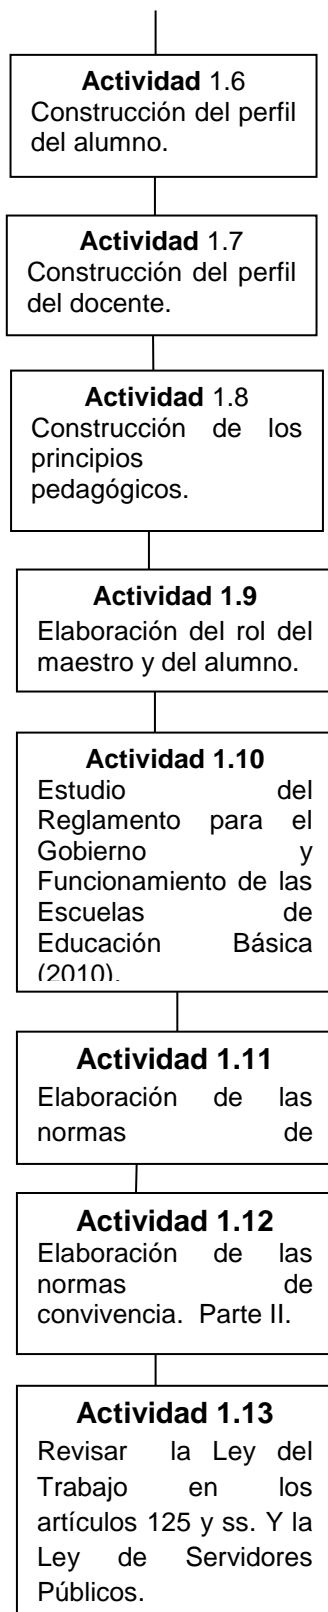 Actividad 1.6
Construcción del perfil
del alumno.
Actividad 1.7
Construcción del perfil
del docente.
Actividad 1.8
Construcción de los
principios
pedagógicos.
Actividad 1.9
Elaboración del rol del
maestro y del alumno.
Actividad 1.10
Estudio del
Reglamento para el
Gobierno y
Funcionamiento de las
Escuelas de
Educación Básica
(2010).
Actividad 1.11
Elaboración de las
normas de
Actividad 1.12
Elaboración de las
normas de
convivencia. Parte II.
Actividad 1.13
Revisar la Ley del
Trabajo en los
artículos 125 y ss. Y la
Ley de Servidores
Públicos.